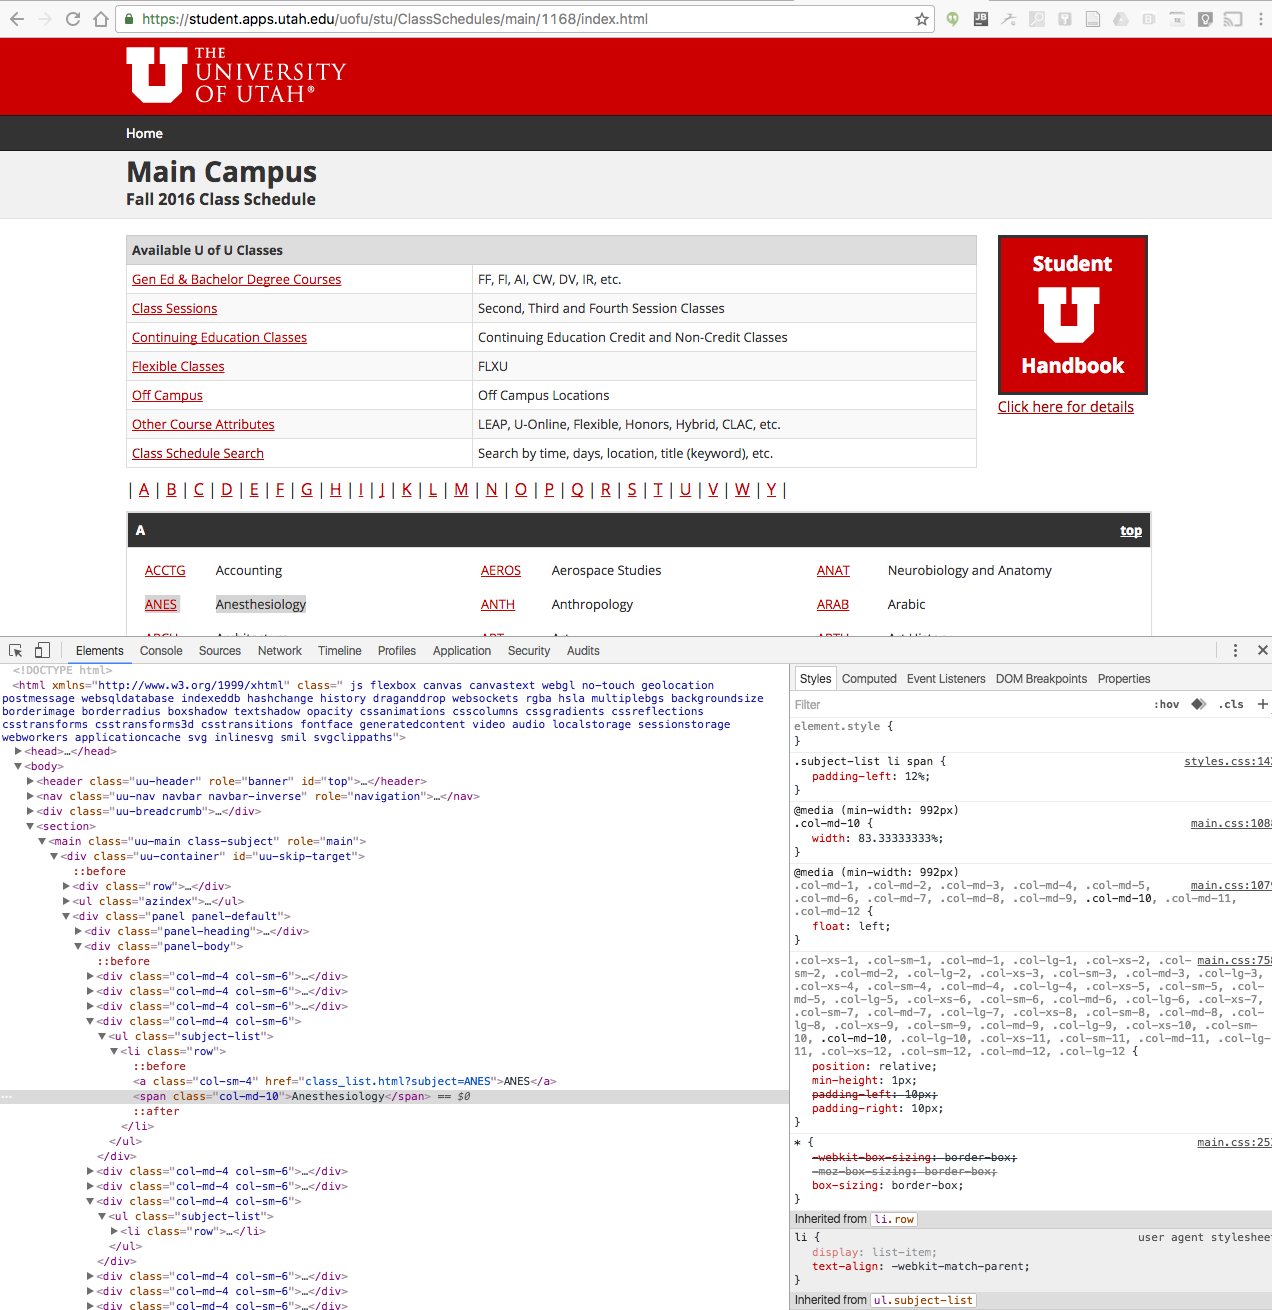 https://student.apps.utah.edu/uofu/stu/ClassSchedules/main/1168/index.html
THE
UNIVERSITY
OF UTAH®
Home
Main Campus
Fall 2016 Class Schedule
Available U of U Classes
Gen Ed & Bachelor Degree Courses FF, FI, AI, CW, DV, IR, etc.
Class Sessions Second, Third and Fourth Session Classes
Continuing Education Classes Continuing Education Credit and Non-Credit Classes
Flexible Classes FLXU
Off Campus Off Campus Locations
Other Course Attributes LEAP, U-Online, Flexible, Honors, Hybrid, CLAC, etc.
Class Schedule Search Search by time, days, location, title (keyword), etc.
Student
U
Handbook
Click here for details
| A | B | C | D | E | F | G | H | I | J | K | L | M | N | O | P | Q | R | S | T | U | V | W | Y |
A top
ACCTG Accounting AEROS Aerospace Studies ANAT Neurobiology and Anatomy
ANES Anesthesiology ANTH Anthropology ARAB Arabic
Elements Console Sources Network Timeline Profiles Application Security Audits
<!DOCTYPE html>
<html xmlns="http://www.w3.org/1999/xhtml" class=" js flexbox canvas canvastext webgl no-touch geolocation
postmessage websqldatabase indexeddb hashchange history draganddrop websockets rgba hsla multiplebgs backgroundsize
borderimage borderradius boxshadow textshadow opacity cssanimations csscolumns cssgradients cssreflections
csstransforms csstransforms3d csstransitions fontface generatedcontent video audio localstorage sessionstorage
webworkers applicationcache svg inlinesvg smil svgclippaths">
<head>…</head>
<body>
<header class="uu-header" role="banner" id="top">…</header>
<nav class="uu-nav navbar navbar-inverse" role="navigation">…</nav>
<div class="uu-breadcrumb">…</div>
<section>
<main class="uu-main class-subject" role="main">
<div class="uu-container" id="uu-skip-target">
::before
<div class="row">…</div>
<ul class="azindex">…</ul>
<div class="panel panel-default">
<div class="panel-heading">…</div>
<div class="panel-body">
::before
<div class="col-md-4 col-sm-6">…</div>
<div class="col-md-4 col-sm-6">…</div>
<div class="col-md-4 col-sm-6">…</div>
<div class="col-md-4 col-sm-6">
<ul class="subject-list">
<li class="row">
::before
<a class="col-sm-4" href="class_list.html?subject=ANES">ANES</a>
<span class="col-md-10">Anesthesiology</span> == $0
::after
</li>
</ul>
</div>
<div class="col-md-4 col-sm-6">…</div>
<div class="col-md-4 col-sm-6">…</div>
<div class="col-md-4 col-sm-6">
<ul class="subject-list">
<li class="row">…</li>
</ul>
</div>
<div class="col-md-4 col-sm-6">…</div>
<div class="col-md-4 col-sm-6">…</div>
<div class="col-md-4 col-sm-6">…</div>
Styles Computed Event Listeners DOM Breakpoints Properties
Filter :hov .cls +
element.style {
}
.subject-list li span { styles.css:142
padding-left: 12%;
}
@media (min-width: 992px)
.col-md-10 { main.css:1088
width: 83.33333333%;
}
@media (min-width: 992px)
.col-md-1, .col-md-2, .col-md-3, .col-md-4, .col-md-5, main.css:1079
.col-md-6, .col-md-7, .col-md-8, .col-md-9, .col-md-10, .col-md-11,
.col-md-12 {
float: left;
}
.col-xs-1, .col-sm-1, .col-md-1, .col-lg-1, .col-xs-2, .col- main.css:758
sm-2, .col-md-2, .col-lg-2, .col-xs-3, .col-sm-3, .col-md-3, .col-lg-3,
.col-xs-4, .col-sm-4, .col-md-4, .col-lg-4, .col-xs-5, .col-sm-5, .col-
md-5, .col-lg-5, .col-xs-6, .col-sm-6, .col-md-6, .col-lg-6, .col-xs-7,
.col-sm-7, .col-md-7, .col-lg-7, .col-xs-8, .col-sm-8, .col-md-8, .col-
lg-8, .col-xs-9, .col-sm-9, .col-md-9, .col-lg-9, .col-xs-10, .col-sm-
10, .col-md-10, .col-lg-10, .col-xs-11, .col-sm-11, .col-md-11, .col-lg-
11, .col-xs-12, .col-sm-12, .col-md-12, .col-lg-12 {
position: relative;
min-height: 1px;
padding-left: 10px;
padding-right: 10px;
}
* { main.css:253
-webkit-box-sizing: border-box;
-moz-box-sizing: border-box;
box-sizing: border-box;
}
Inherited from li.row
li { user agent stylesheet
display: list-item;
text-align: -webkit-match-parent;
}
Inherited from ul.subject-list